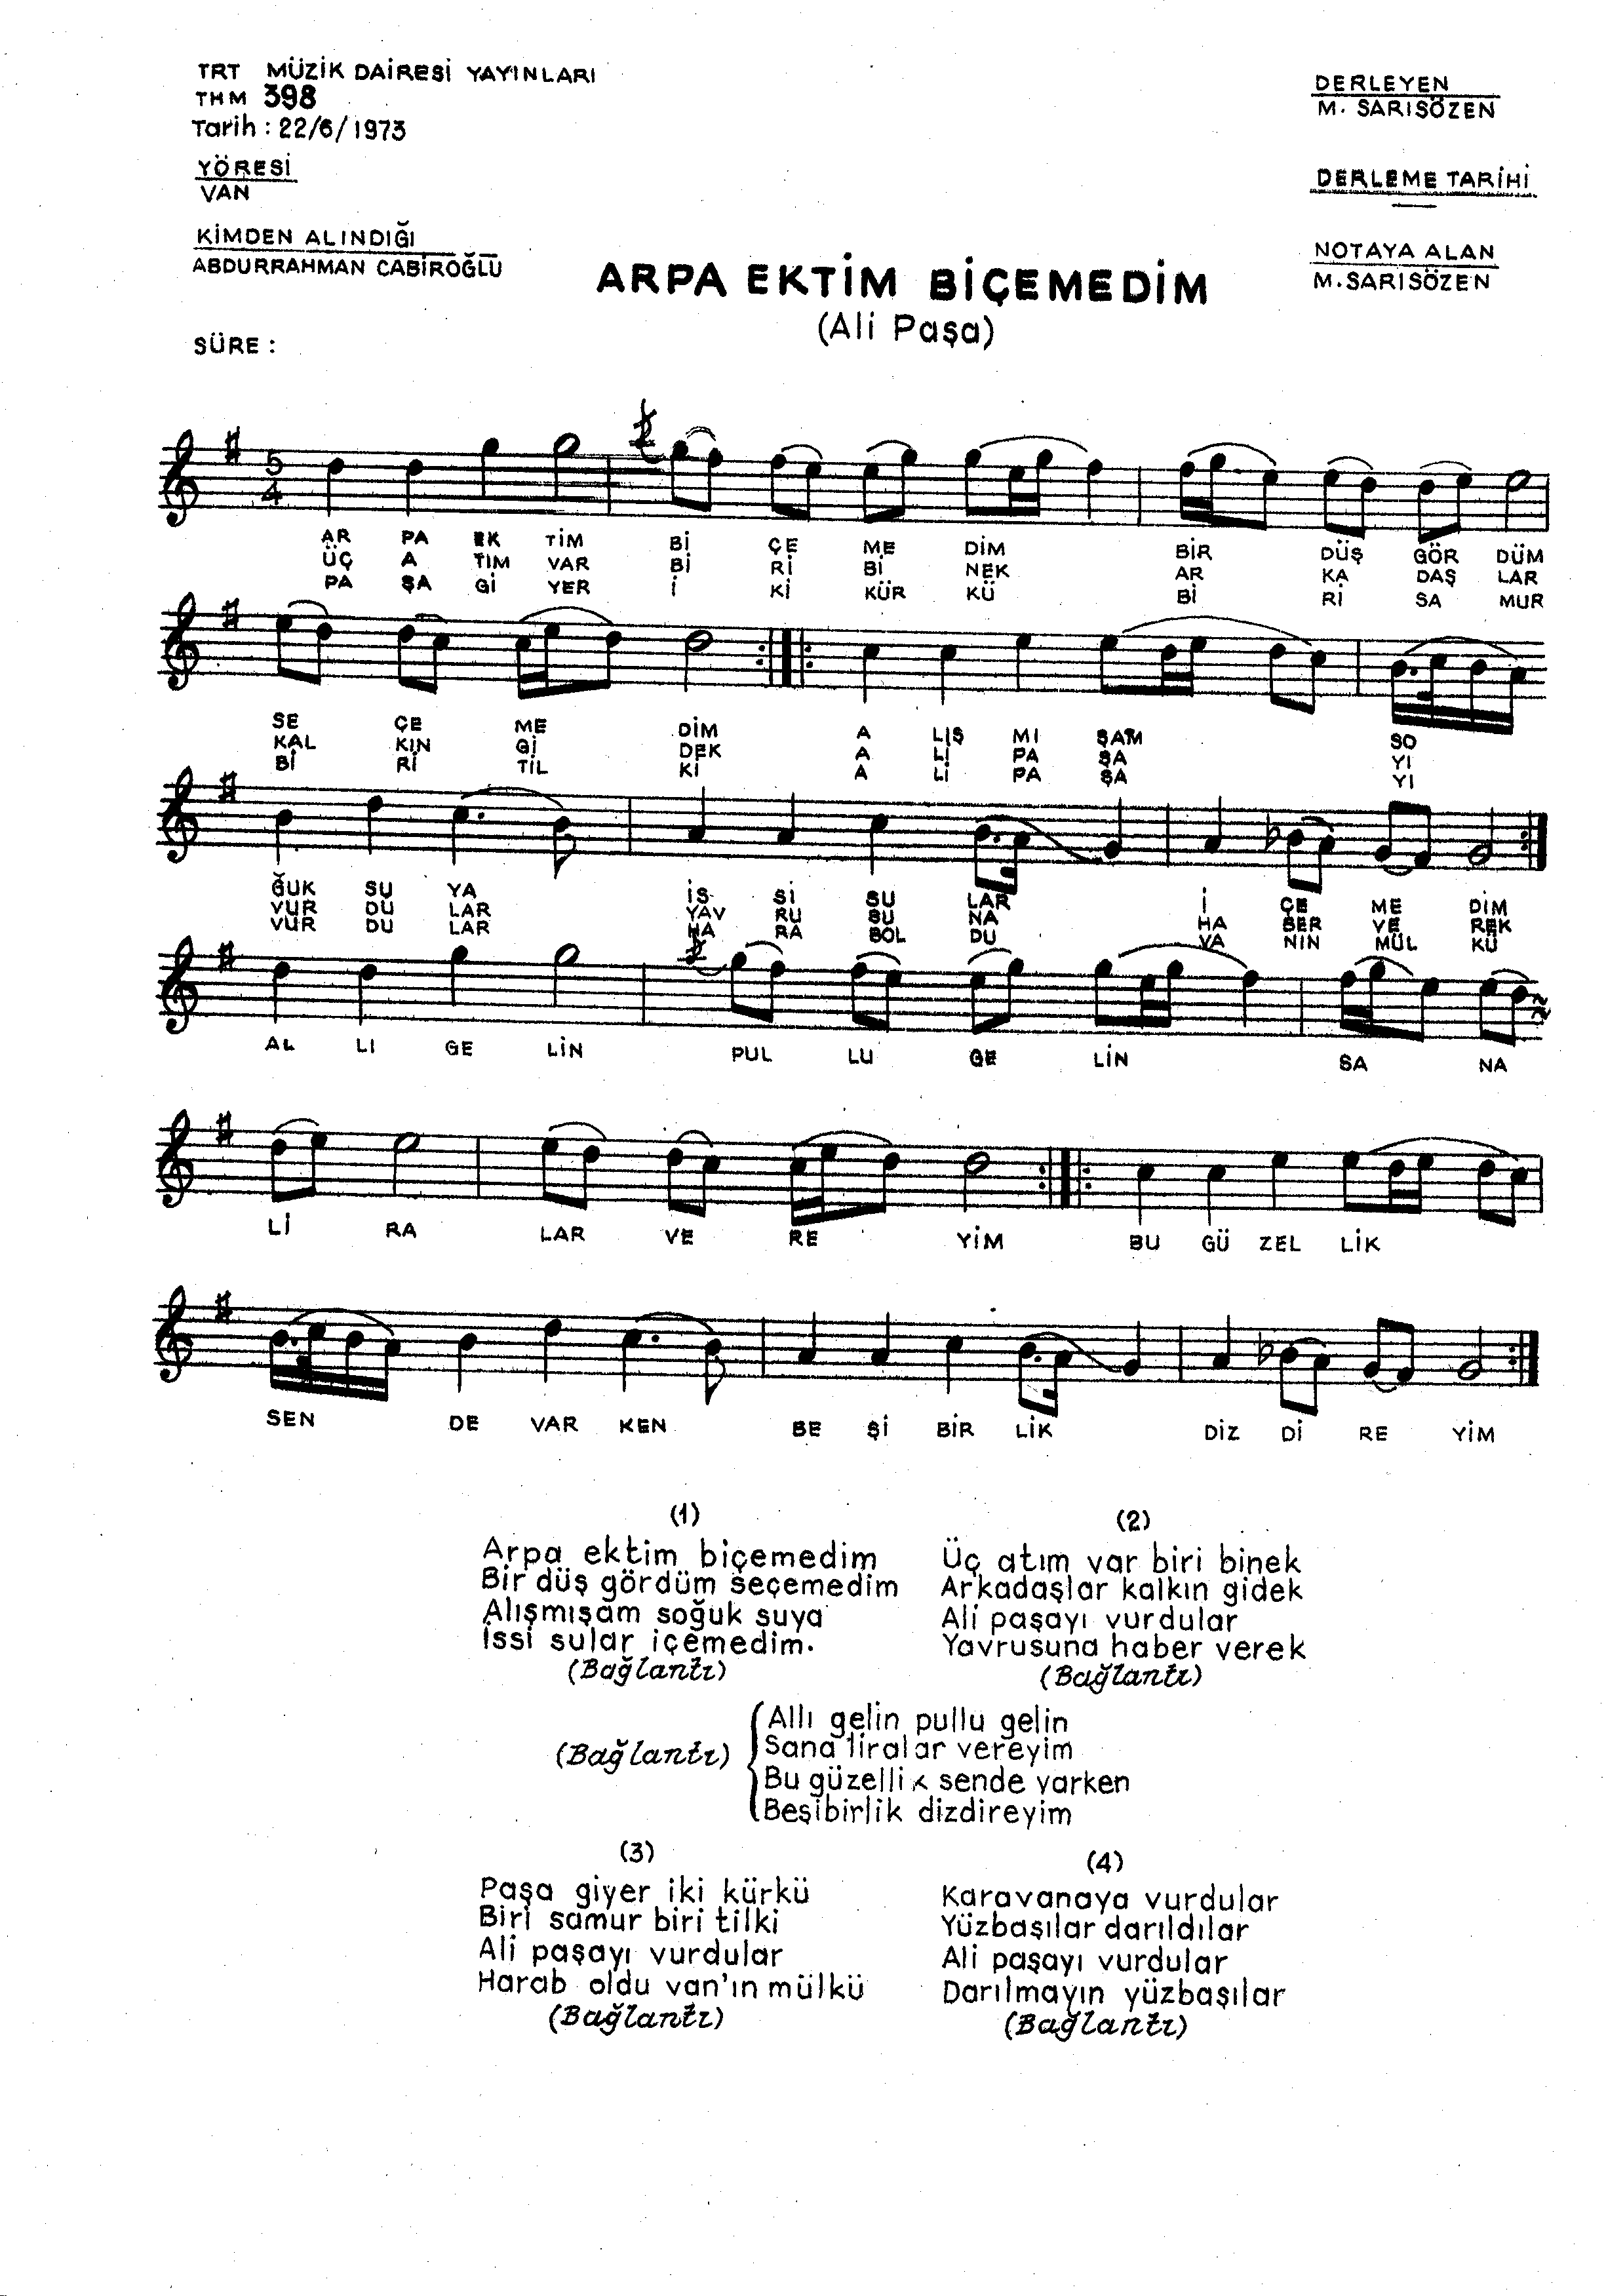 TRT MÜZİK DAİRESİ YAYINLARI
THM 398
Tarih : 22/6/1973
YÖRESİ
VAN
KİMDEN ALINDIĞI
ABDURRAHMAN CABİROĞLU
SÜRE :
DERLEYEN
M. SARISÖZEN
DERLEME TARİHİ
NOTAYA ALAN
M. SARISÖZEN
ARPA EKTİM BİÇEMEDİM
(Ali Paşa)
5
4
AR PA EK TİM Bİ ÇE ME DİM BİR DÜŞ GÖR DÜM
ÜÇ A TIM VAR Bİ Rİ Bİ NEK AR KA DAŞ LAR
PA ŞA Gİ YER İ Kİ KÜR KÜ Bİ Rİ SA MUR
SE ÇE ME DİM A LIŞ MI ŞAM SO
KAL KIN Gİ DEK A Lİ PA ŞA YI
Bİ Rİ TİL Kİ A Lİ PA ŞA YI
ĞUK SU YA İS Sİ SU LAR İ ÇE ME DİM
VUR DU LAR YAV RU SU NA HA BER VE REK
VUR DU LAR HA RA BOL DU VA NIN MÜL KÜ
AL LI GE LİN PUL LU GE LİN SA NA
Lİ RA LAR VE RE YİM BU GÜ ZEL LİK
SEN DE VAR KEN BE Şİ BİR LİK DİZ Dİ RE YİM
(1)
Arpa ektim biçemedim
Bir düş gördüm seçemedim
Alışmışam soğuk suya
İssi sular içemedim.
(Bağlantı)
(2)
Üç atım var biri binek
Arkadaşlar kalkın gidek
Ali paşayı vurdular
Yavrusuna haber verek
(Bağlantı)
(Bağlantı)
Allı gelin pullu gelin
Sana liralar vereyim
Bu güzellik sende varken
Beşibirlik dizdireyim
(3)
Paşa giyer iki kürkü
Biri samur biri tilki
Ali paşayı vurdular
Harab oldu van'ın mülkü
(Bağlantı)
(4)
Karavanaya vurdular
Yüzbaşılar darıldılar
Ali paşayı vurdular
Darılmayın yüzbaşılar
(Bağlantı)